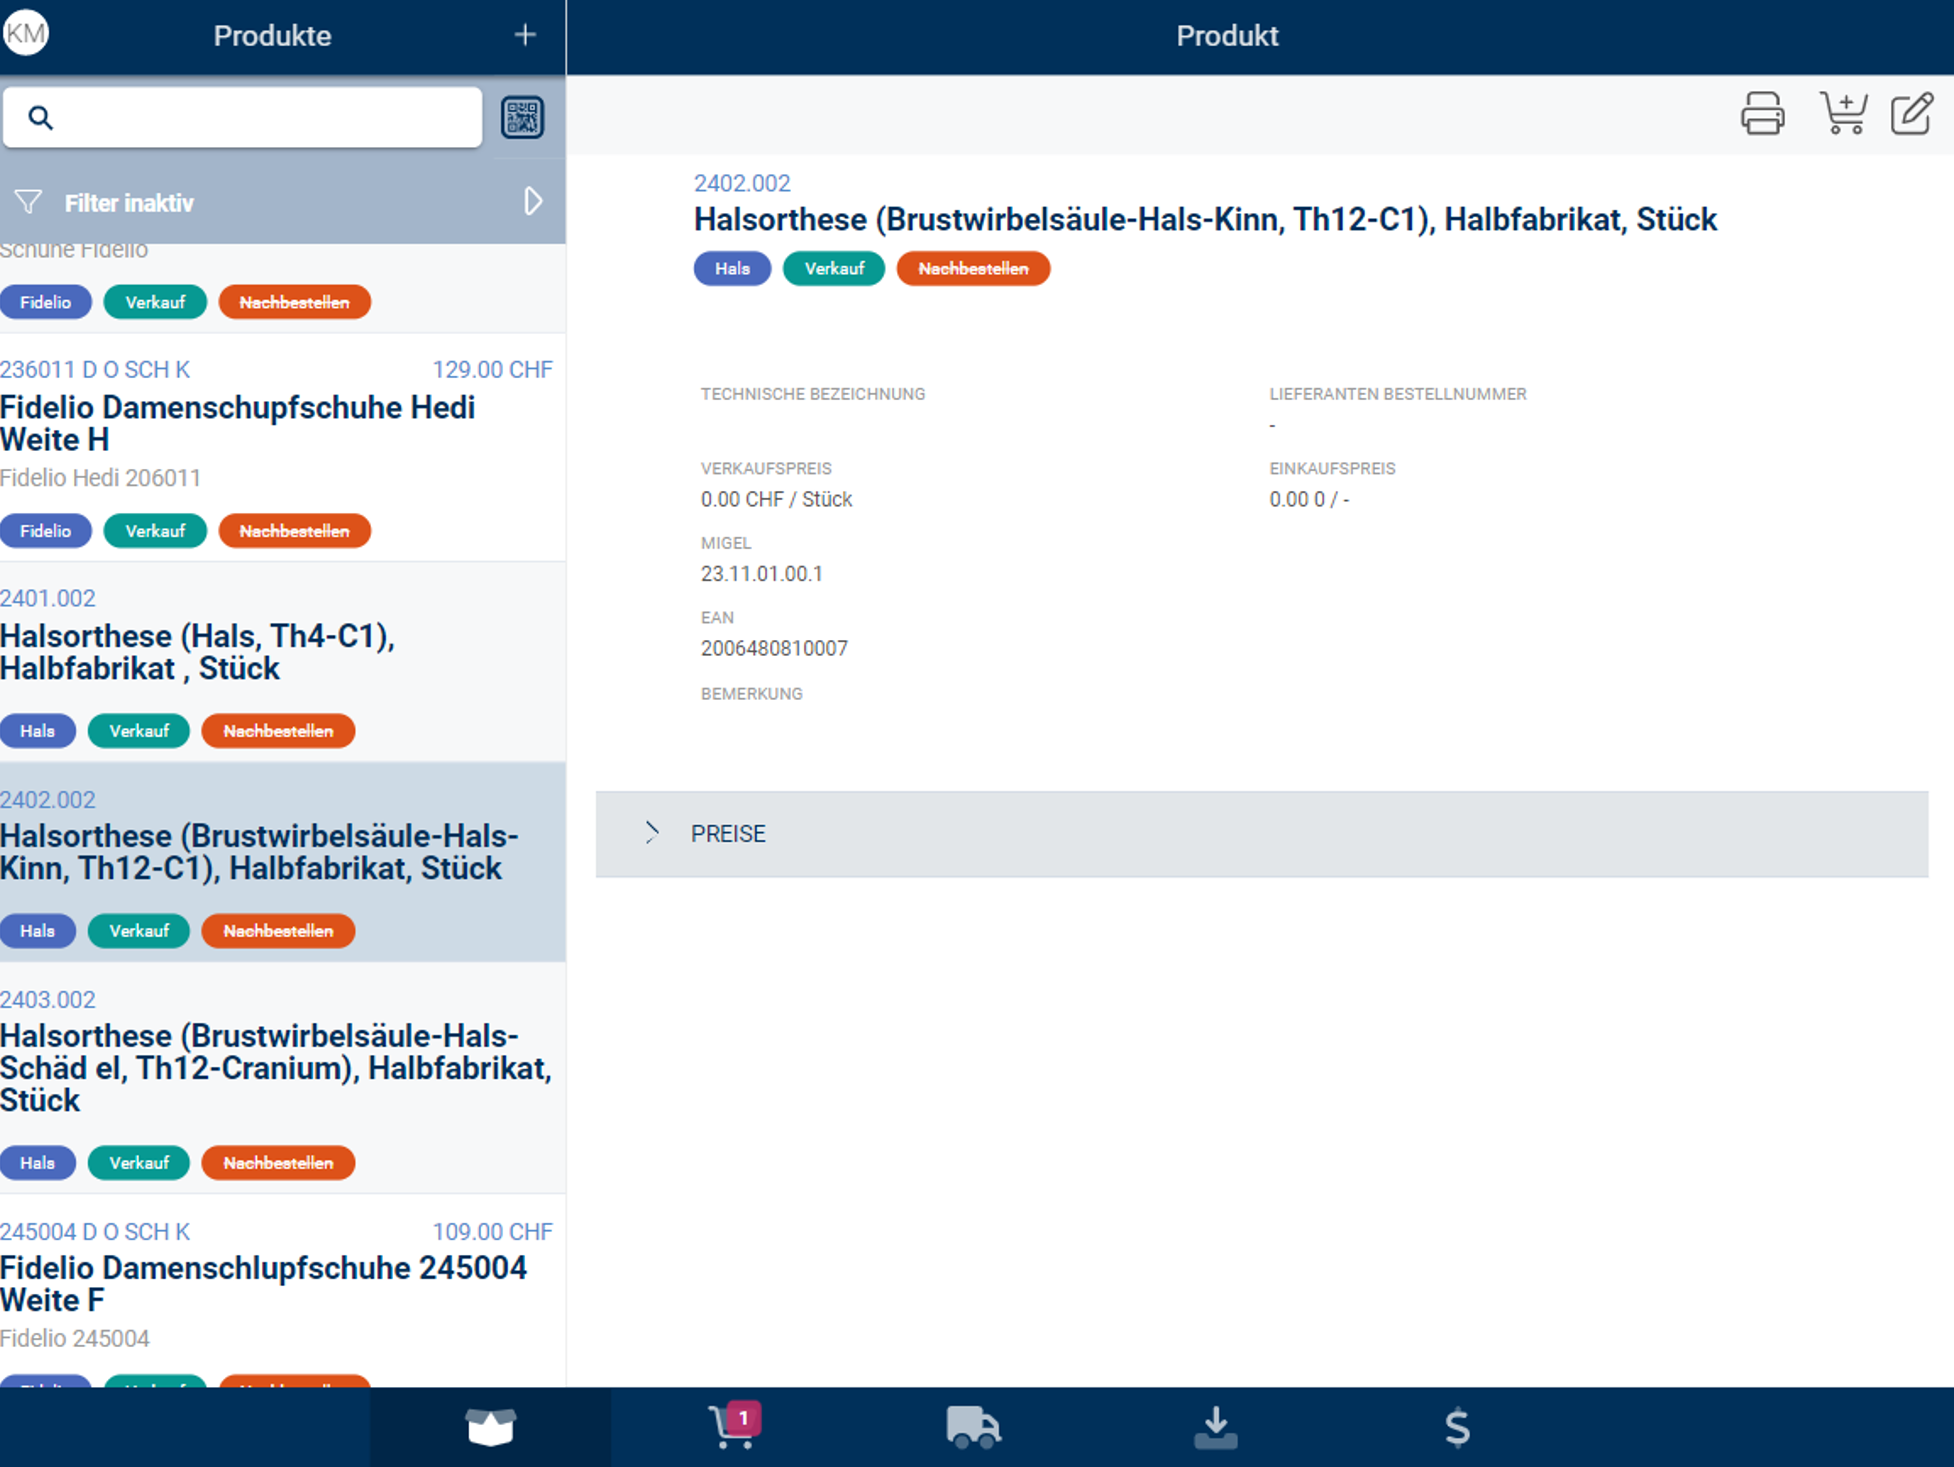 KM
Produkte
+
Produkt
Filter inaktiv
Schuhe Fidelio
Fidelio Verkauf Nachbestellen
236011 D O SCH K 129.00 CHF
Fidelio Damenschupfschuhe Hedi
Weite H
Fidelio Hedi 206011
Fidelio Verkauf Nachbestellen
2401.002
Halsorthese (Hals, Th4-C1),
Halbfabrikat , Stück
Hals Verkauf Nachbestellen
2402.002
Halsorthese (Brustwirbelsäule-Hals-
Kinn, Th12-C1), Halbfabrikat, Stück
Hals Verkauf Nachbestellen
2403.002
Halsorthese (Brustwirbelsäule-Hals-
Schäd el, Th12-Cranium), Halbfabrikat,
Stück
Hals Verkauf Nachbestellen
245004 D O SCH K 109.00 CHF
Fidelio Damenschlupfschuhe 245004
Weite F
Fidelio 245004
2402.002
Halsorthese (Brustwirbelsäule-Hals-Kinn, Th12-C1), Halbfabrikat, Stück
Hals Verkauf Nachbestellen
TECHNISCHE BEZEICHNUNG
LIEFERANTEN BESTELLNUMMER
-
VERKAUFSPREIS
0.00 CHF / Stück
EINKAUFSPREIS
0.00 0 / -
MIGEL
23.11.01.00.1
EAN
2006480810007
BEMERKUNG
PREISE
1
$